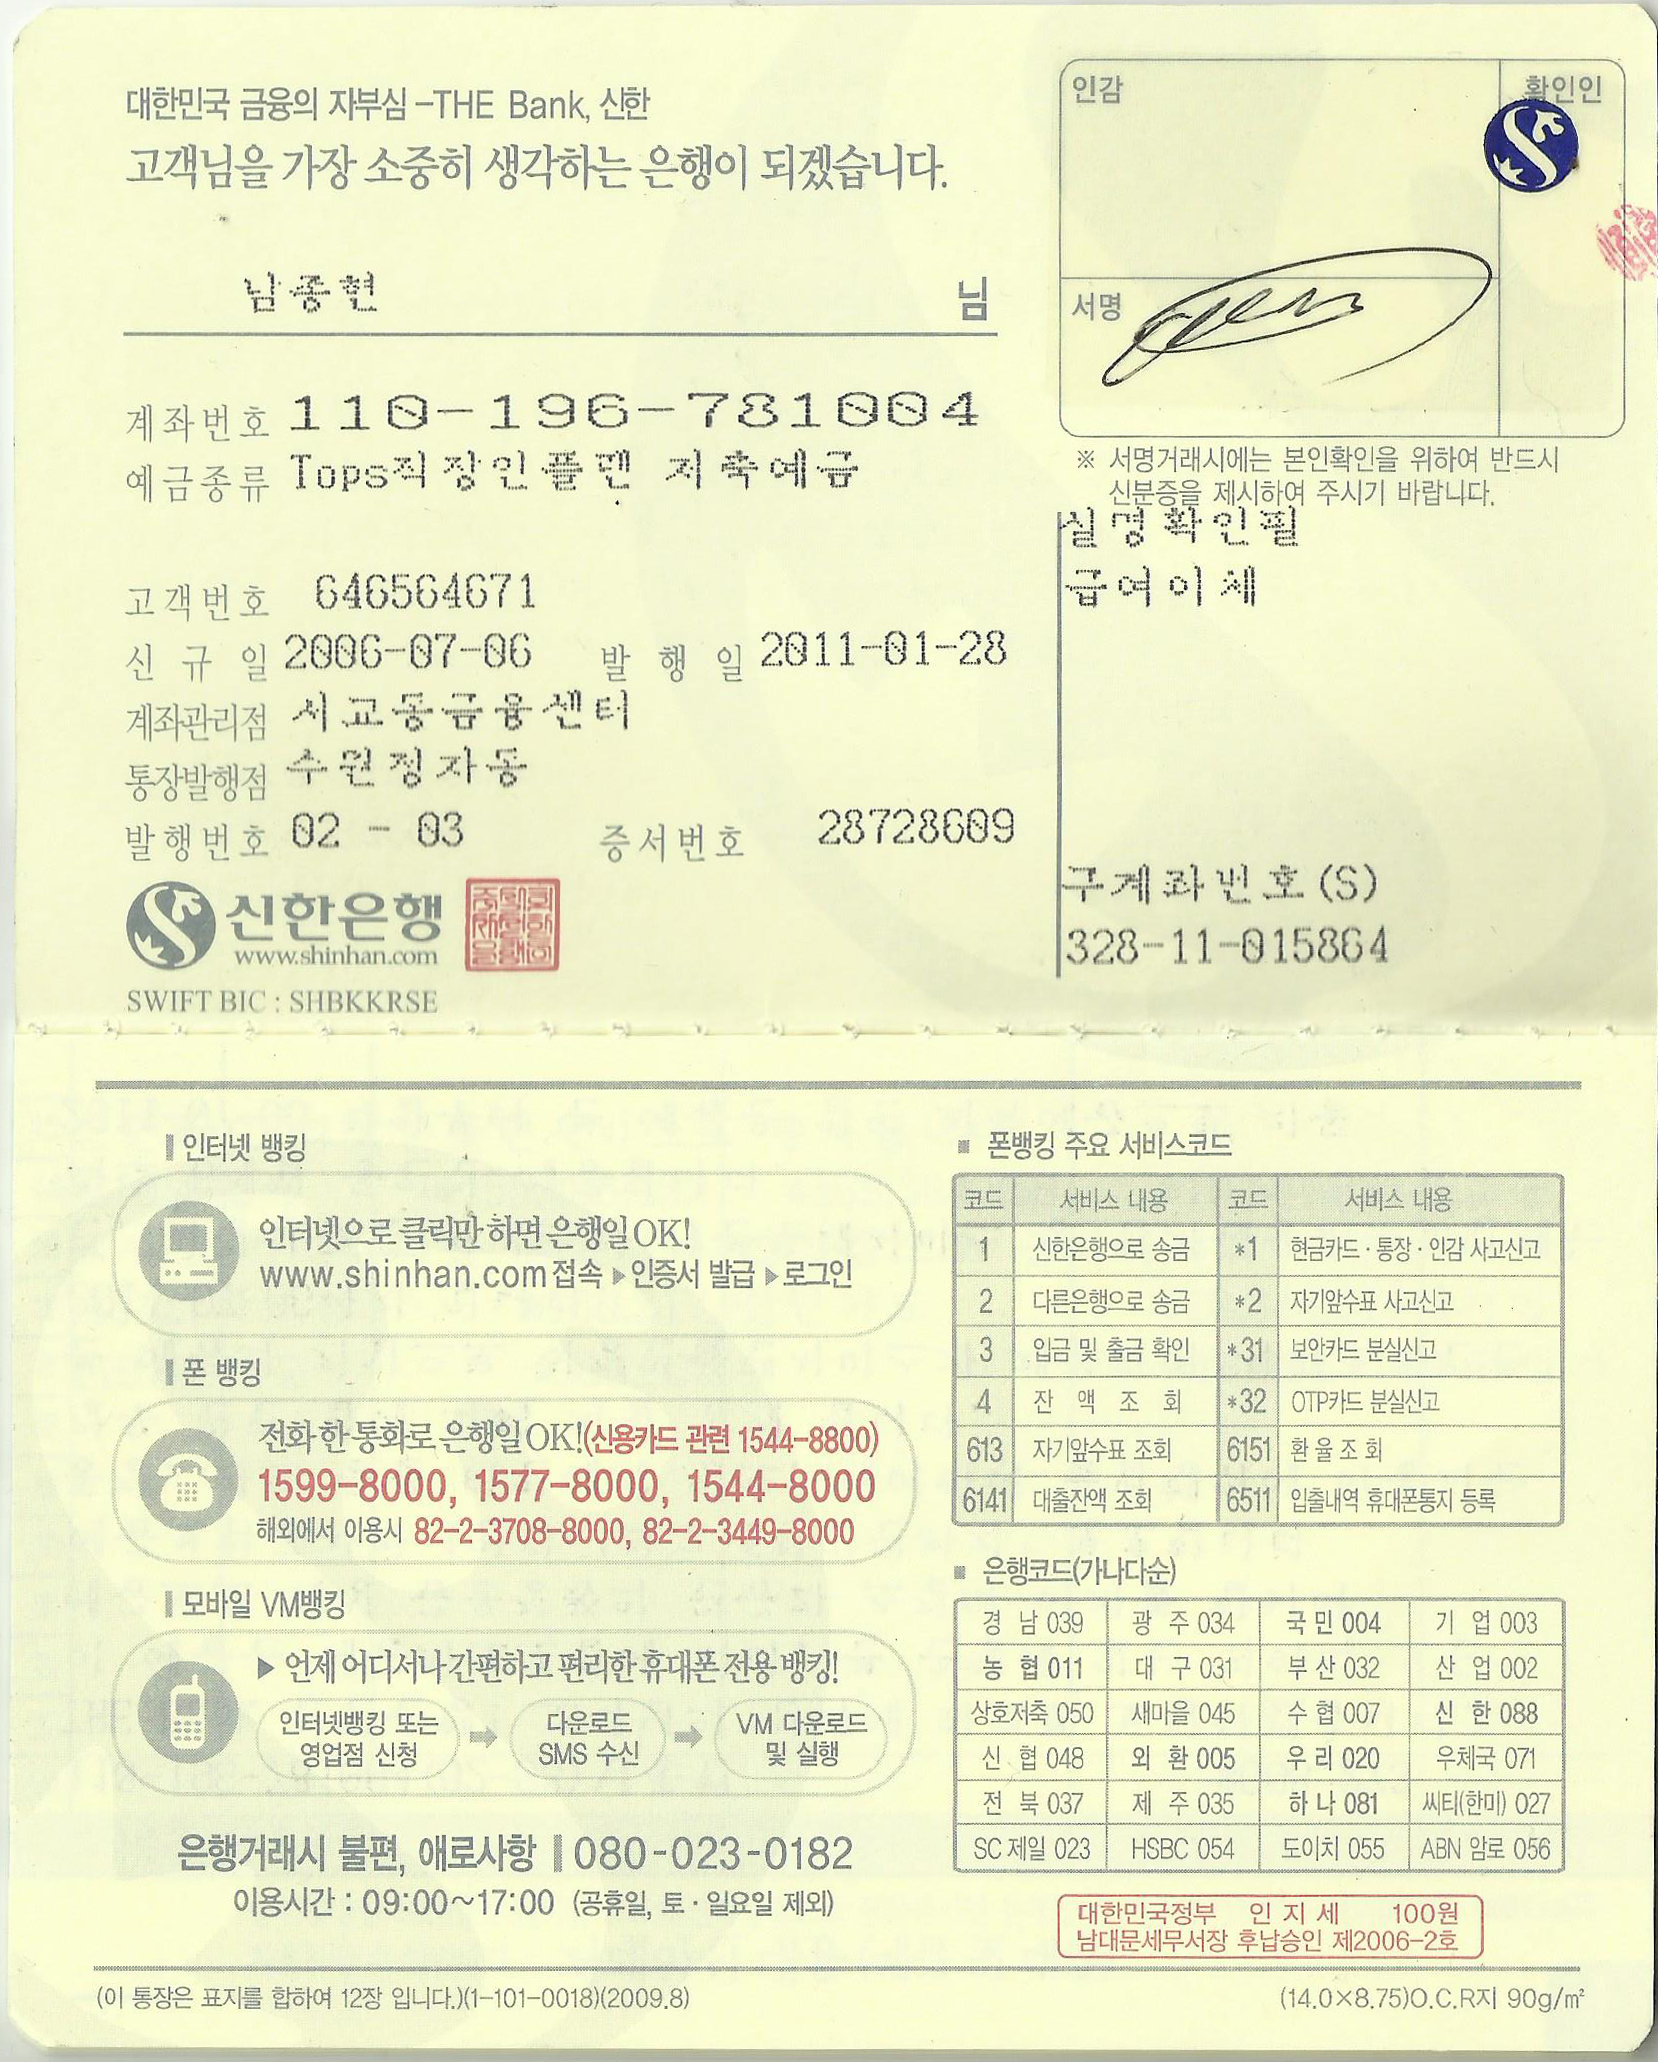 대한민국 금융의 자부심 -THE Bank, 신한
고객님을 가장 소중히 생각하는 은행이 되겠습니다.
남종현 님
계좌번호 110-196-781004
예금종류 Tops직장인플랜 저축예금
고객번호 646564671
신규일 2006-07-06 발행일 2011-01-28
계좌관리점 서교동금융센터
통장발행점 수원정자동
발행번호 02 - 03 증서번호 28728609
신한은행
www.shinhan.com
SWIFT BIC : SHBKKRSE
인감 확인인
서명
※ 서명거래시에는 본인확인을 위하여 반드시
신분증을 제시하여 주시기 바랍니다.
실명확인필
급여이체
구계좌번호(S)
328-11-015864
인터넷 뱅킹
인터넷으로 클릭만 하면 은행일 OK!
www.shinhan.com 접속 ▶ 인증서 발급 ▶ 로그인
폰 뱅킹
전화 한 통화로 은행일 OK!(신용카드 관련 1544-8800)
1599-8000, 1577-8000, 1544-8000
해외에서 이용시 82-2-3708-8000, 82-2-3449-8000
모바일 VM뱅킹
▶ 언제 어디서나 간편하고 편리한 휴대폰 전용 뱅킹!
인터넷뱅킹 또는 영업점 신청 ➡ 다운로드 SMS 수신 ➡ VM 다운로드 및 실행
은행거래시 불편, 애로사항 080-023-0182
이용시간 : 09:00~17:00 (공휴일, 토·일요일 제외)
■ 폰뱅킹 주요 서비스코드
코드 서비스 내용 코드 서비스 내용
1 신한은행으로 송금 *1 현금카드·통장·인감 사고신고
2 다른은행으로 송금 *2 자기앞수표 사고신고
3 입금 및 출금 확인 *31 보안카드 분실신고
4 잔액조회 *32 OTP카드 분실신고
613 자기앞수표 조회 6151 환율조회
6141 대출잔액 조회 6511 입출내역 휴대폰통지 등록
■ 은행코드(가나다순)
경남 039 광주 034 국민 004 기업 003
농협 011 대구 031 부산 032 산업 002
상호저축 050 새마을 045 수협 007 신한 088
신협 048 외환 005 우리 020 우체국 071
전북 037 제주 035 하나 081 씨티(한미) 027
SC제일 023 HSBC 054 도이치 055 ABN 암로 056
대한민국정부 인지세 100원
남대문세무서장 후납승인 제2006-2호
(이 통장은 표지를 합하여 12장 입니다.)(1-101-0018)(2009.8)
(14.0×8.75)O.C.R지 90g/㎡